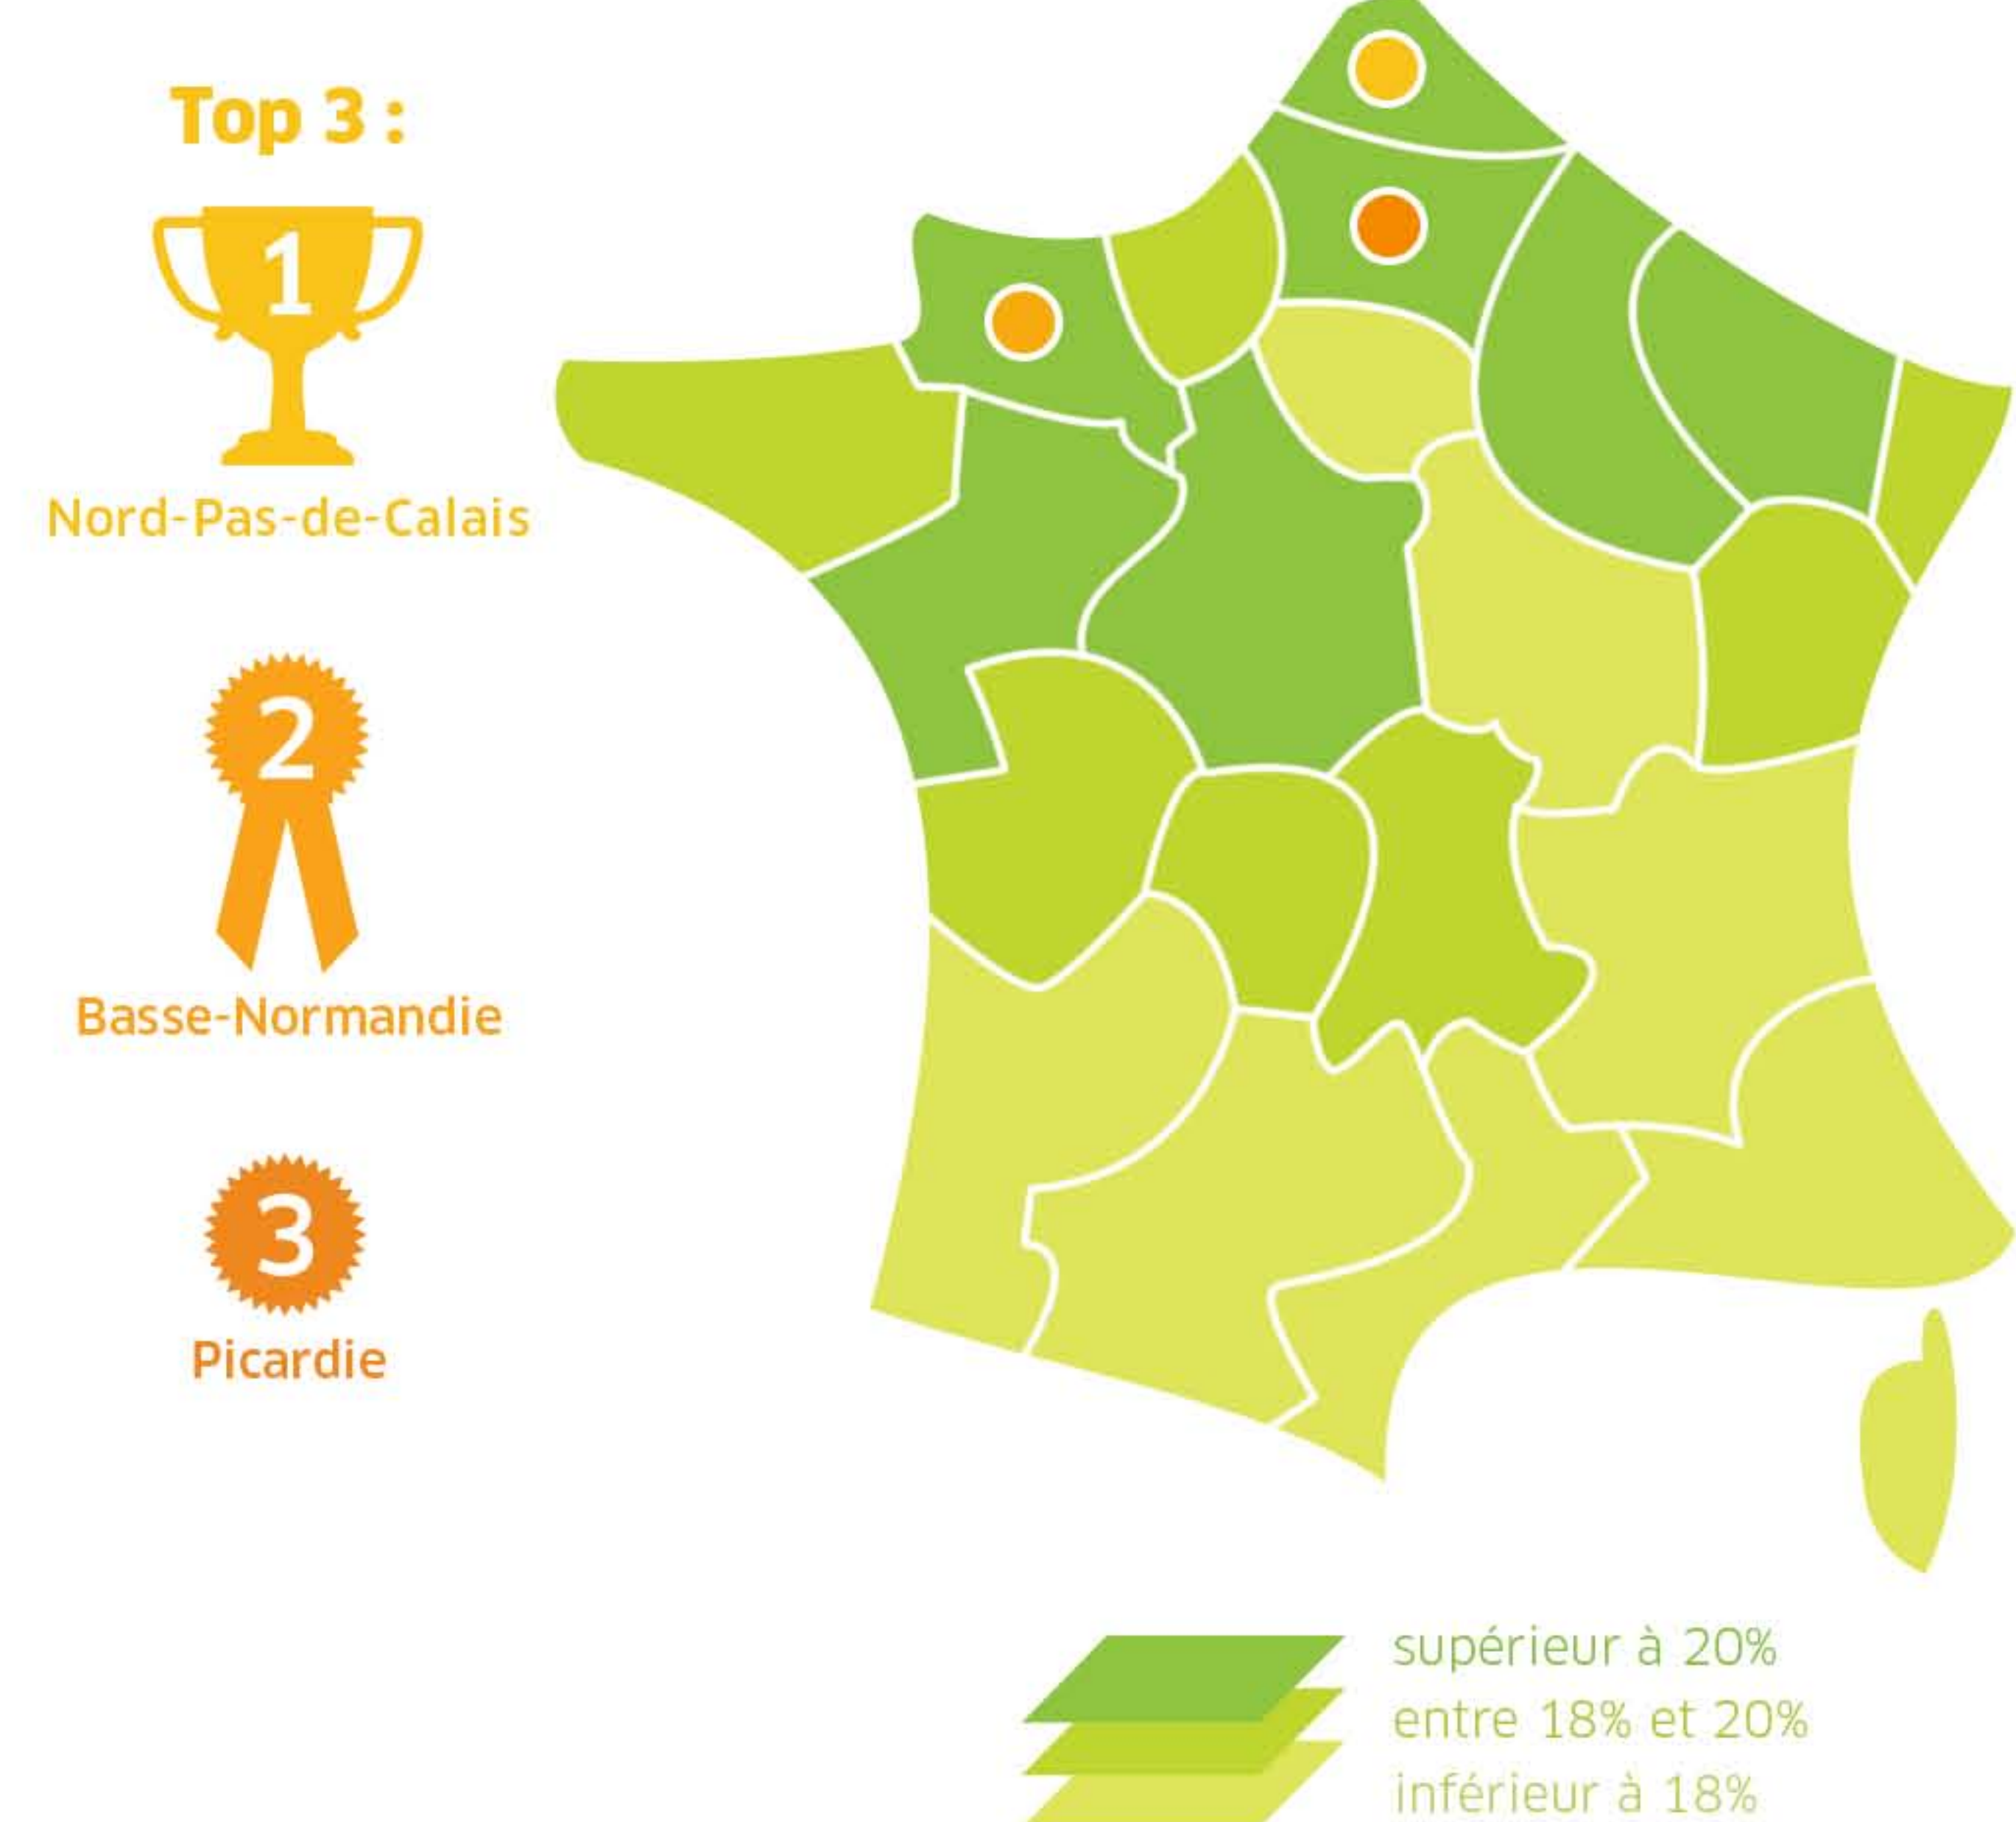 Top 3 :
1
Nord-Pas-de-Calais
2
Basse-Normandie
3
Picardie
supérieur à 20%
entre 18% et 20%
inférieur à 18%